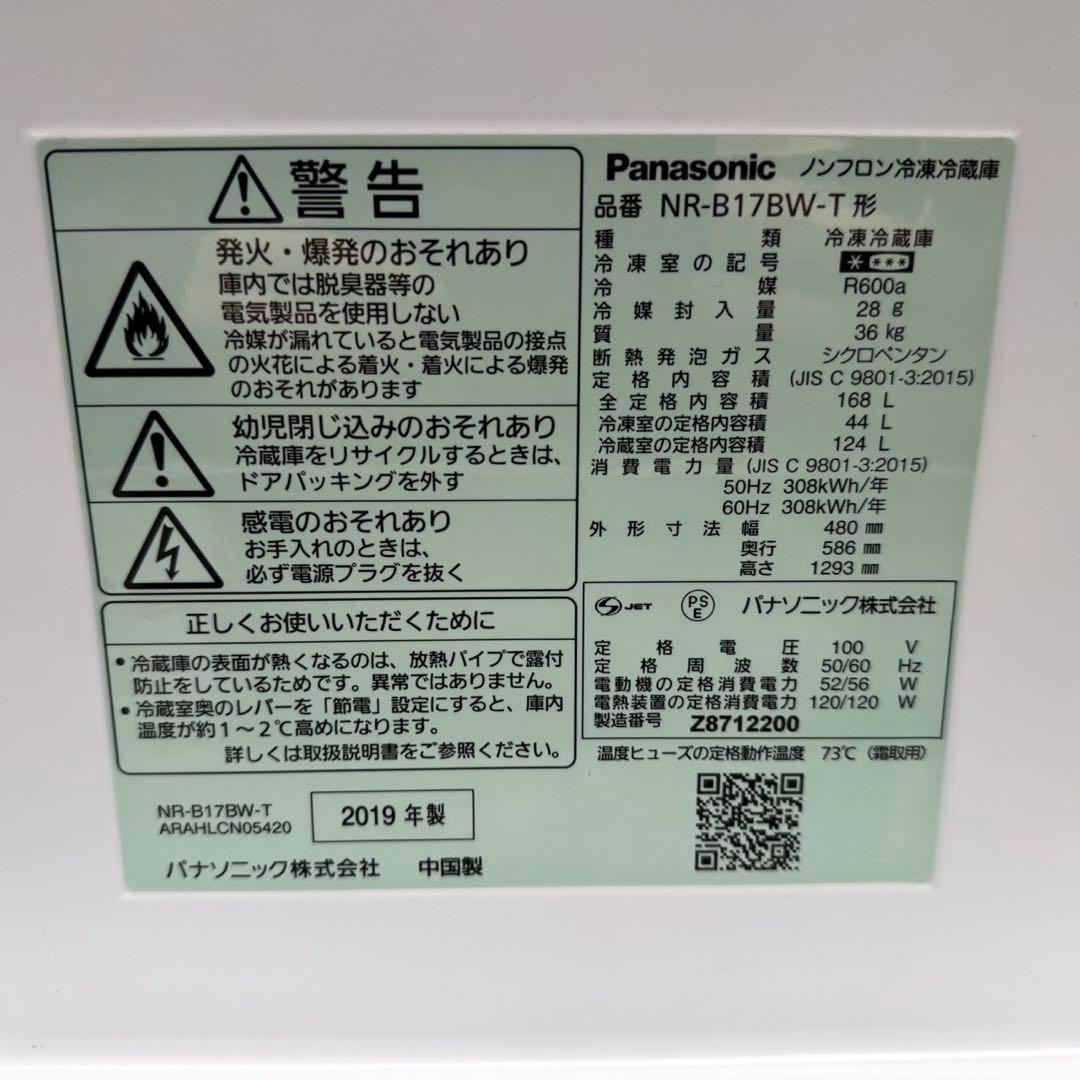 警告
発火・爆発のおそれあり
庫内では脱臭器等の
電気製品を使用しない
冷媒が漏れていると電気製品の接点
の火花による着火・着火による爆発
のおそれがあります
幼児閉じ込みのおそれあり
冷蔵庫をリサイクルするときは、
ドアパッキングを外す
感電のおそれあり
お手入れのときは、
必ず電源プラグを抜く
正しくお使いいただくために
・冷蔵庫の表面が熱くなるのは、放熱パイプで露付
防止をしているためです。異常ではありません。
・冷蔵室奥のレバーを「節電」設定にすると、庫内
温度が約1～2℃高めになります。
詳しくは取扱説明書をご参照ください。
NR-B17BW-T
ARAHLCN05420
2019 年製
パナソニック株式会社 中国製
Panasonic ノンフロン冷凍冷蔵庫
品番 NR-B17BW-T 形
種類 冷凍冷蔵庫
冷凍室の記号 * ***
冷媒 R600a
冷媒封入量 28 g
質量 36 kg
断熱発泡ガス シクロペンタン
定格内容積 (JIS C 9801-3:2015)
全定格内容積 168 L
冷凍室の定格内容積 44 L
冷蔵室の定格内容積 124 L
消費電力量 (JIS C 9801-3:2015)
50Hz 308kWh/年
60Hz 308kWh/年
外形寸法幅 480 mm
奥行 586 mm
高さ 1293 mm
S JET PSE パナソニック株式会社
定格電圧 100 V
定格周波数 50/60 Hz
電動機の定格消費電力 52/56 W
電熱装置の定格消費電力 120/120 W
製造番号 Z8712200
温度ヒューズの定格動作温度 73℃ (霜取用)